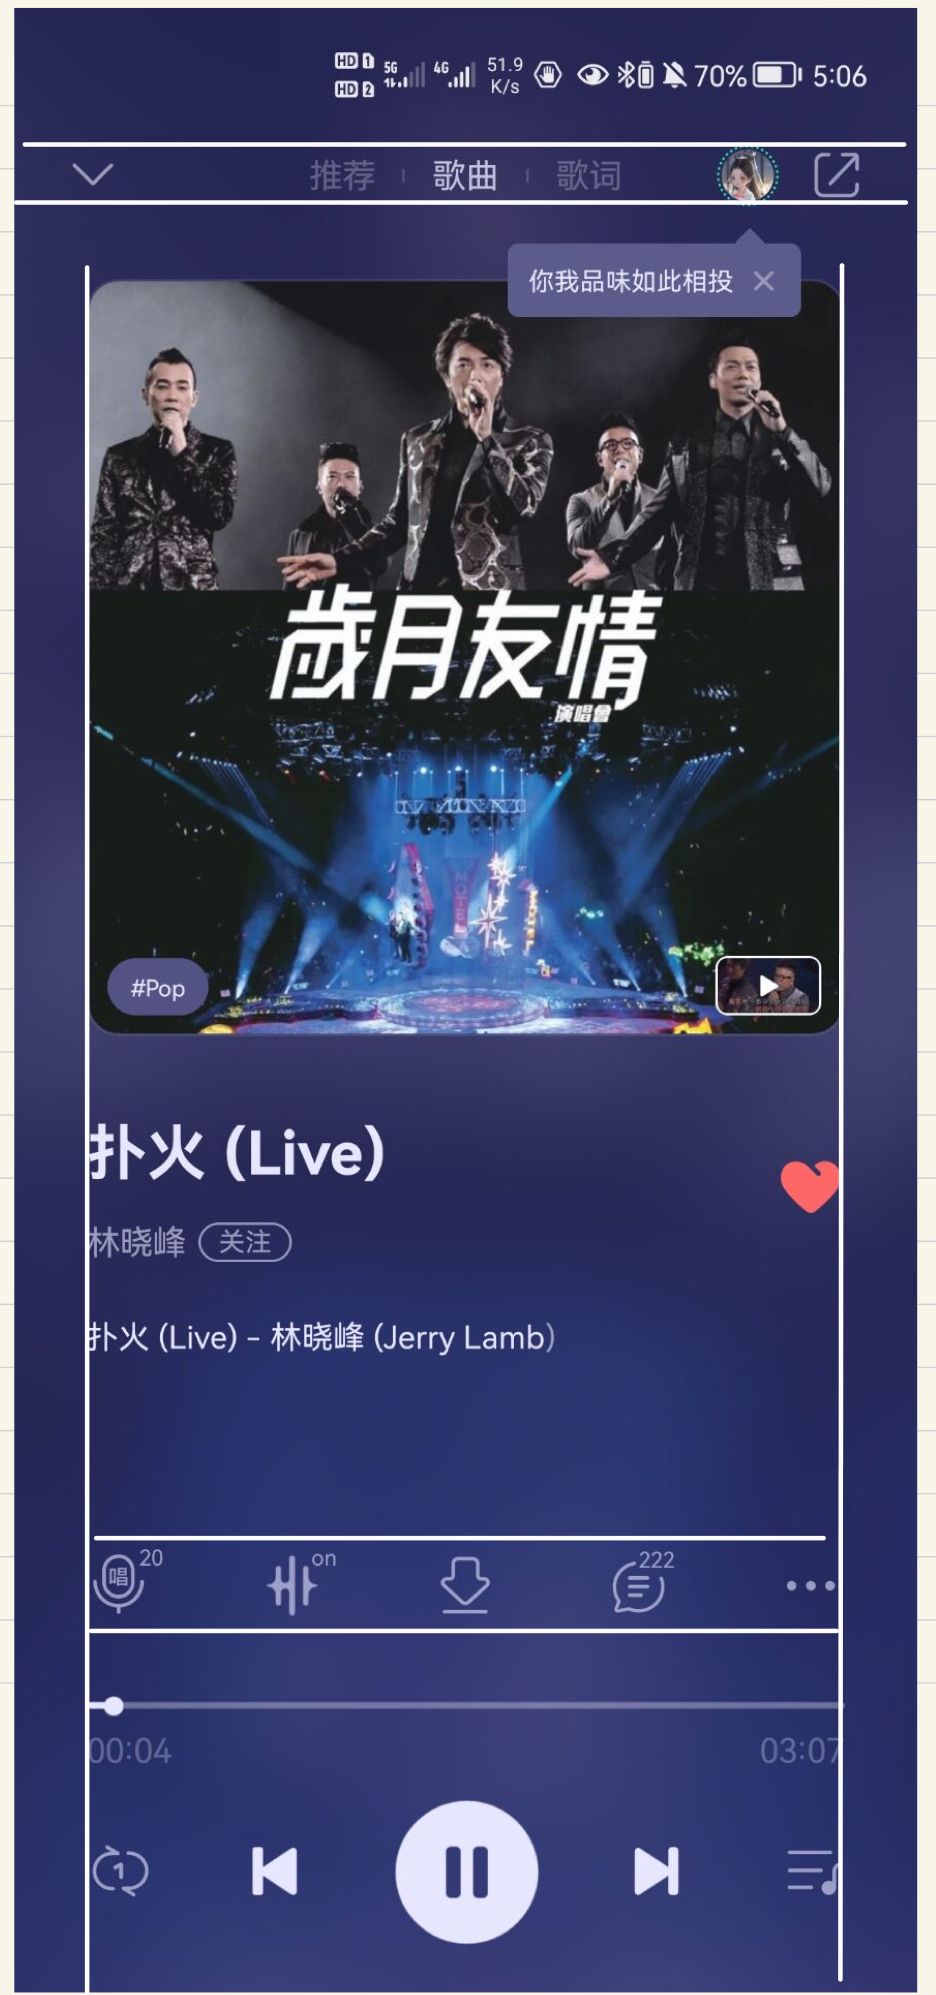 HD 1 5G 4G 51.9 70% 5:06
HD 2 K/s
推荐 歌曲 歌词
你我品味如此相投
歲月友情
演唱會
MOTEL
#Pop
扑火 (Live)
林晓峰 关注
扑火 (Live) - 林晓峰 (Jerry Lamb)
唱 20 on 222
00:04 03:07
1